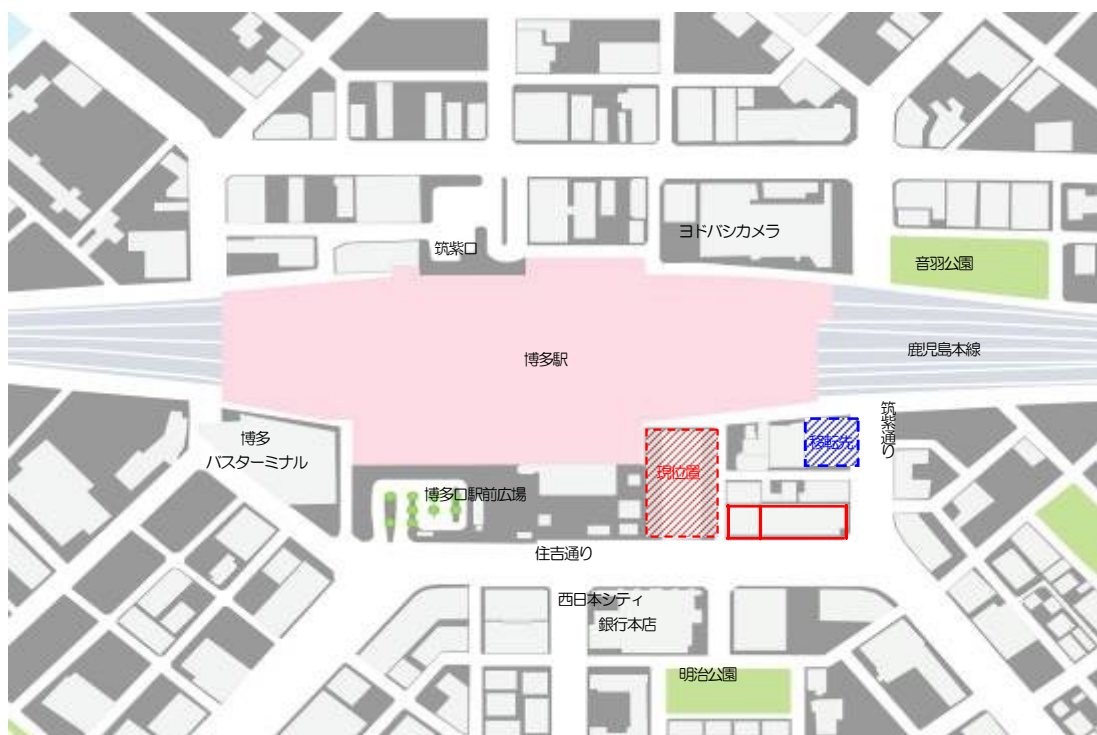 ヨドバシカメラ
筑紫口
音羽公園
博多駅
鹿児島本線
筑紫通り
博多
バスターミナル
移転先
現位置
博多口駅前広場
住吉通り
西日本シティ
銀行本店
明治公園